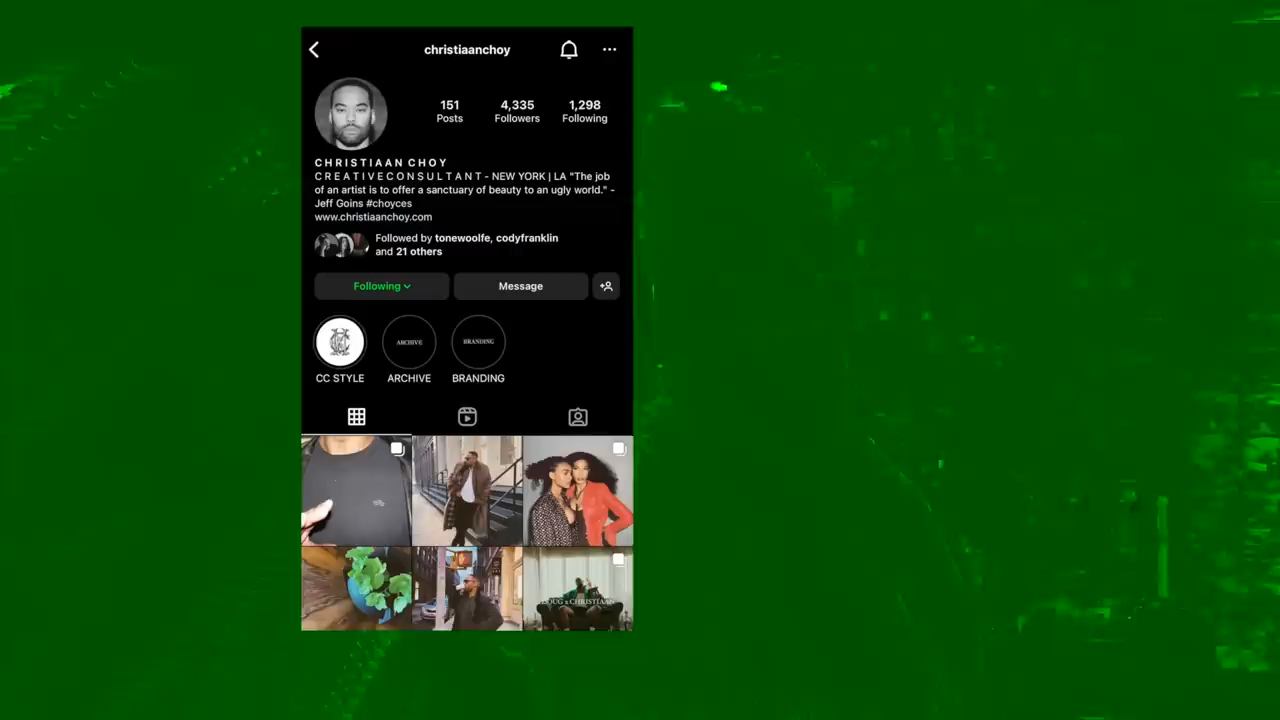 christiaanchoy
151
4,335
1,298
Posts
Followers
Following
CHRISTIAAN CHOY
CREATIVECONSULTANT - NEW YORK | LA "The job
of an artist is to offer a sanctuary of beauty to an ugly world." -
Jeff Goins #choyces
www.christiaanchoy.com
Followed by tonewoolfe, codyfranklin
and 21 others
Following
Message
ARCHIVE
BRANDING
CC STYLE
ARCHIVE
BRANDING
DOUG x CHRISTIAAN